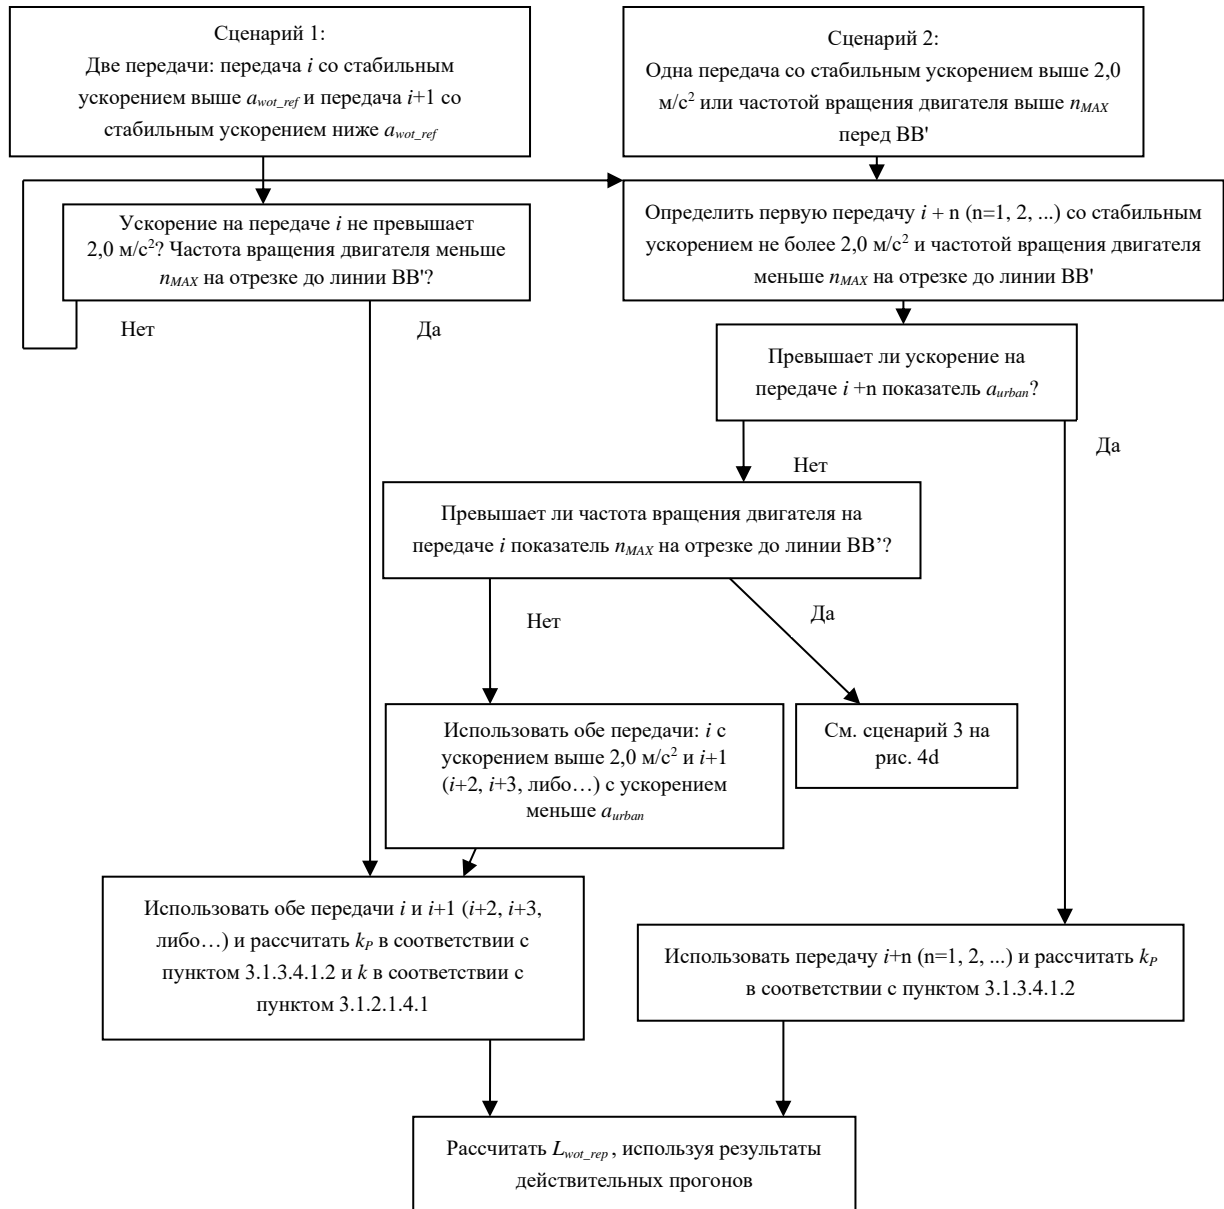 Сценарий 1:
Две передачи: передача i со стабильным
ускорением выше a_wot_ref и передача i+1 со
стабильным ускорением ниже a_wot_ref
Сценарий 2:
Одна передача со стабильным ускорением выше 2,0
м/с² или частотой вращения двигателя выше n_MAX
перед BB'
Ускорение на передаче i не превышает
2,0 м/с²? Частота вращения двигателя меньше
n_MAX на отрезке до линии BB'?
Определить первую передачу i + n (n=1, 2, ...) со стабильным
ускорением не более 2,0 м/с² и частотой вращения двигателя
меньше n_MAX на отрезке до линии BB'
Нет
Да
Превышает ли ускорение на
передаче i +n показатель a_urban?
Да
Нет
Превышает ли частота вращения двигателя на
передаче i показатель n_MAX на отрезке до линии BB’?
Нет
Да
Использовать обе передачи: i с
ускорением выше 2,0 м/с² и i+1
(i+2, i+3, либо…) с ускорением
меньше a_urban
См. сценарий 3 на
рис. 4d
Использовать обе передачи i и i+1 (i+2, i+3,
либо…) и рассчитать k_P в соответствии с
пунктом 3.1.3.4.1.2 и k в соответствии с
пунктом 3.1.2.1.4.1
Использовать передачу i+n (n=1, 2, ...) и рассчитать k_P
в соответствии с пунктом 3.1.3.4.1.2
Рассчитать L_wot_rep , используя результаты
действительных прогонов